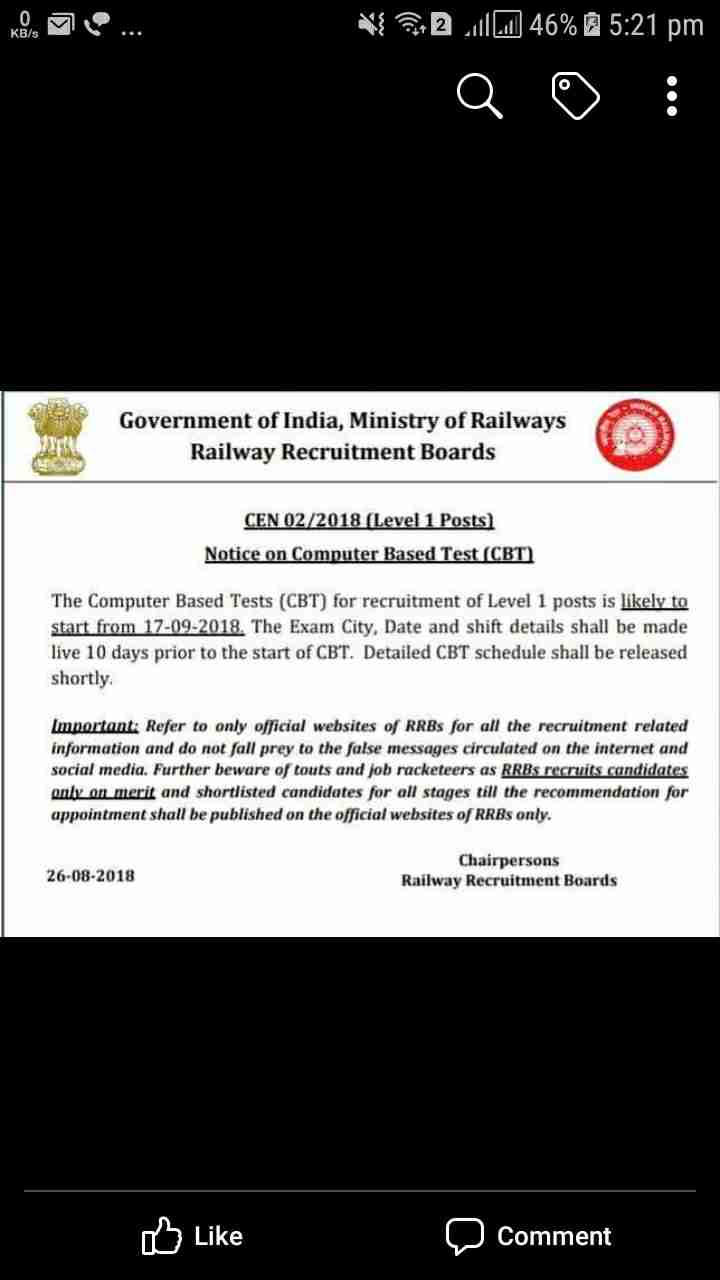 0
KB/s
... 2 46% 5:21 pm
Government of India, Ministry of Railways
Railway Recruitment Boards
CEN 02/2018 (Level 1 Posts)
Notice on Computer Based Test (CBT)
The Computer Based Tests (CBT) for recruitment of Level 1 posts is likely to
start from 17-09-2018. The Exam City, Date and shift details shall be made
live 10 days prior to the start of CBT. Detailed CBT schedule shall be released
shortly.
Important: Refer to only official websites of RRBs for all the recruitment related
information and do not fall prey to the false messages circulated on the internet and
social media. Further beware of touts and job racketeers as RRBs recruits candidates
only on merit and shortlisted candidates for all stages till the recommendation for
appointment shall be published on the official websites of RRBs only.
26-08-2018
Chairpersons
Railway Recruitment Boards
Like
Comment